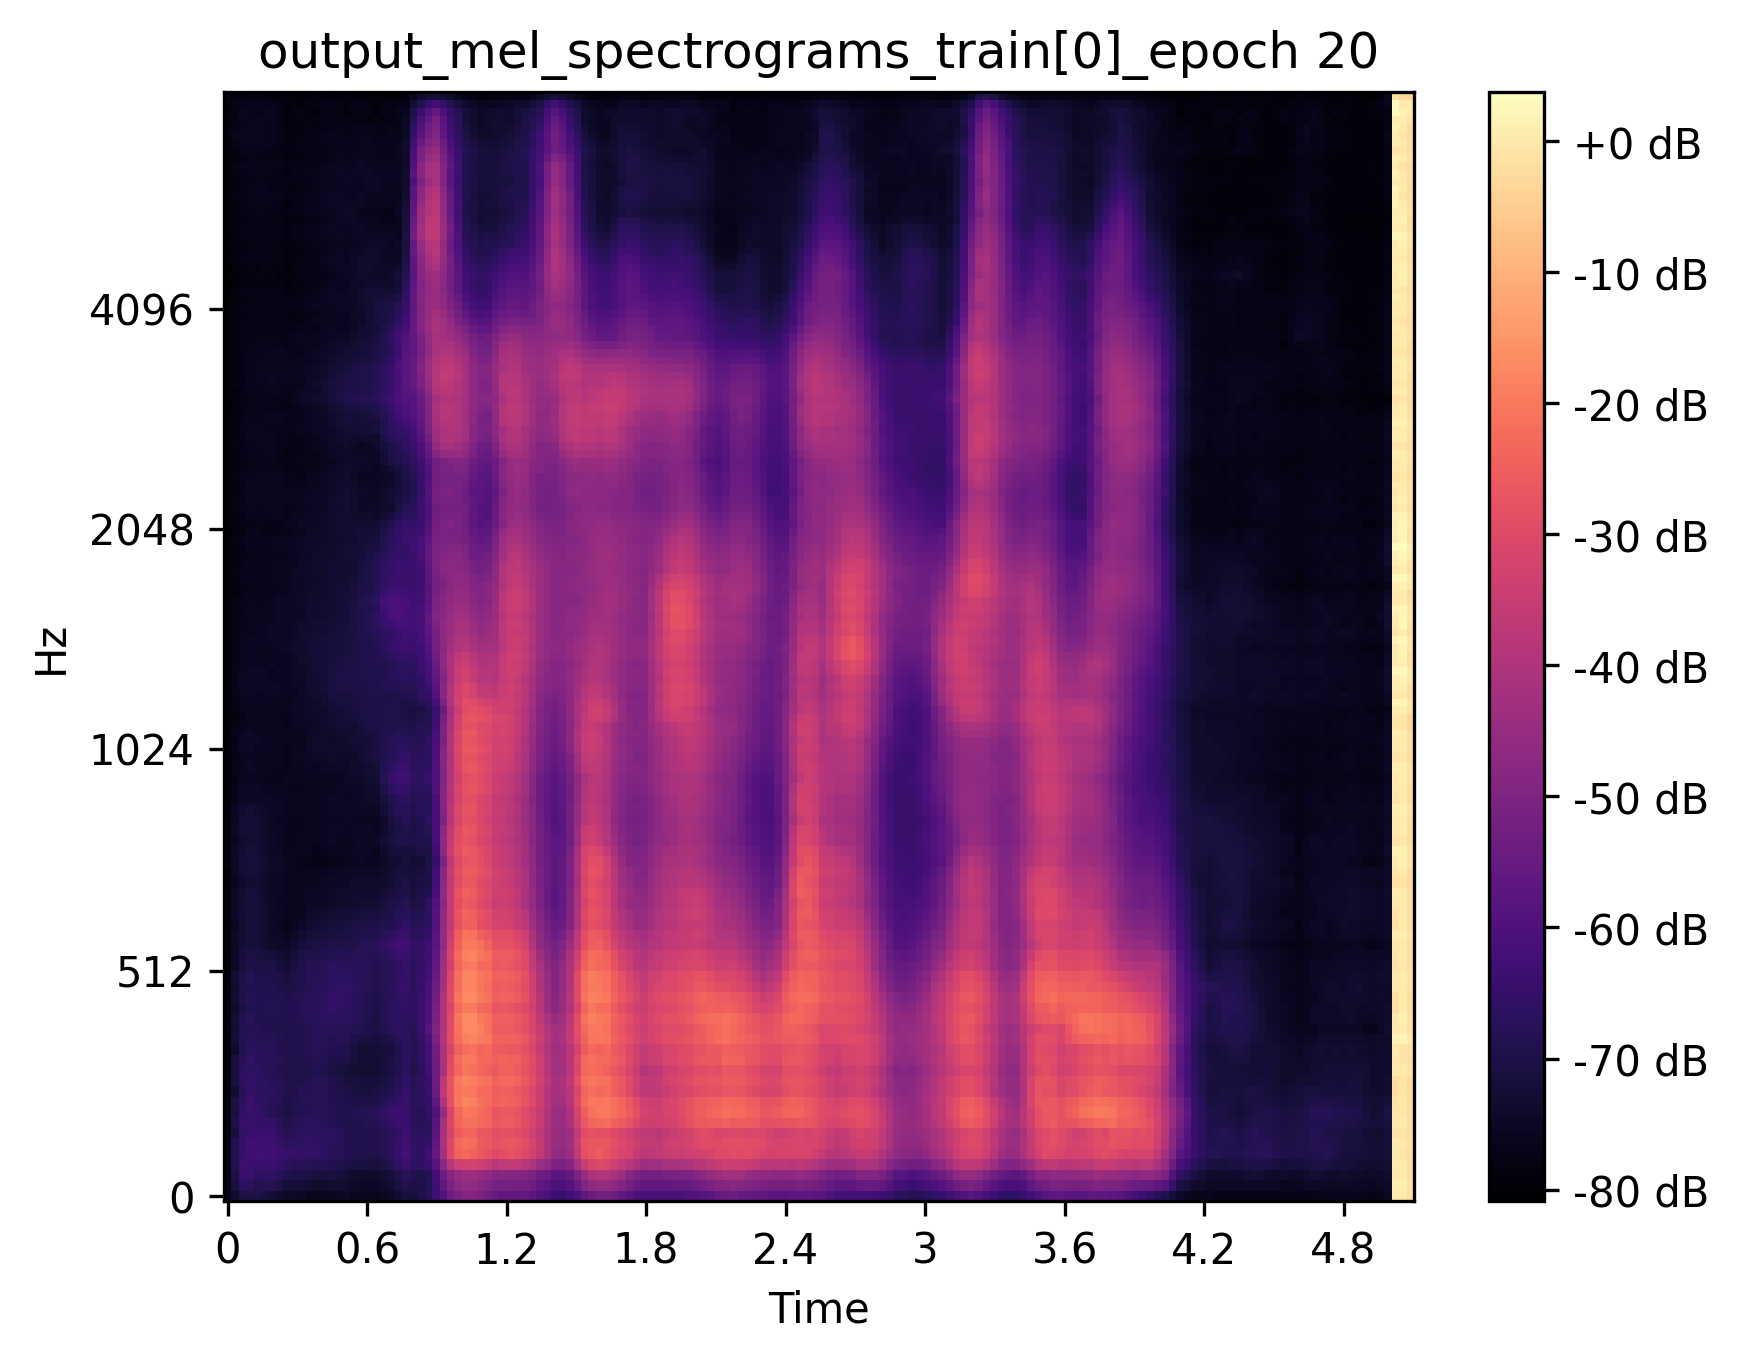 output_mel_spectrograms_train[0]_epoch 20
+0 dB
-10 dB
-20 dB
-30 dB
-40 dB
-50 dB
-60 dB
-70 dB
-80 dB
Hz
4096
2048
1024
512
0
0 0.6 1.2 1.8 2.4 3 3.6 4.2 4.8
Time